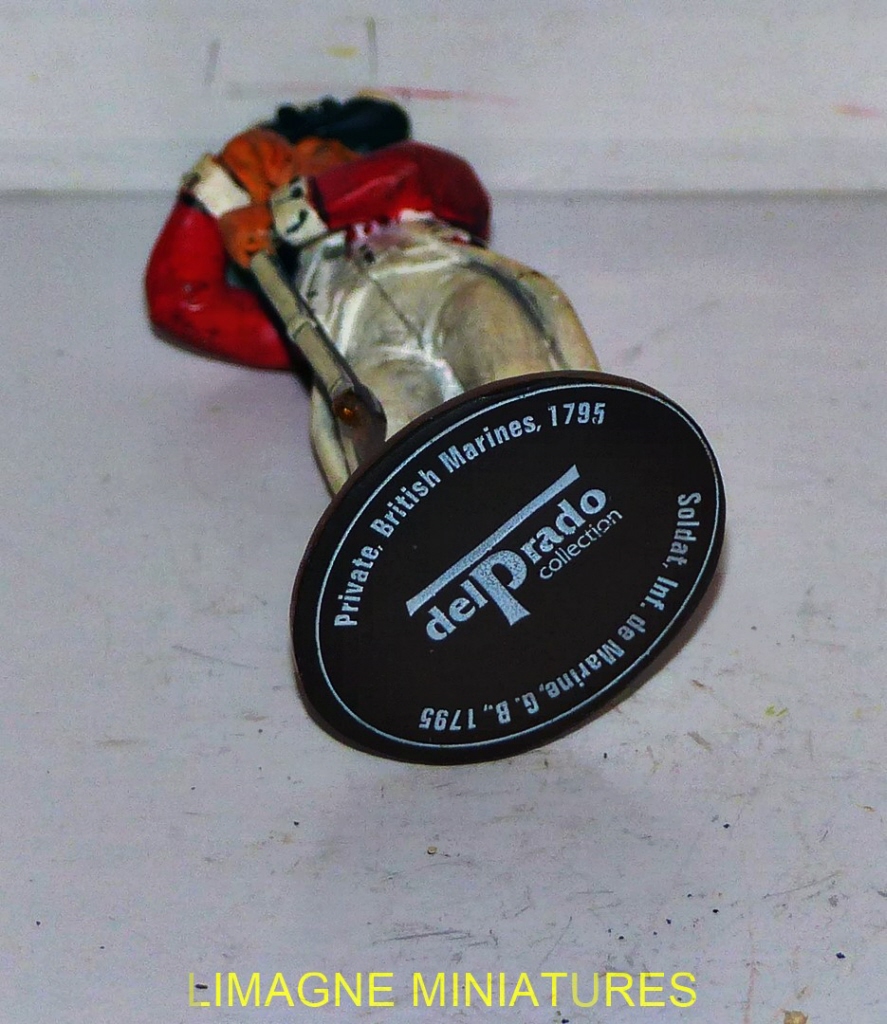 Private, British Marines, 1795
delPrado
collection
Soldat, Inf. de Marine, G. B., 1795
LIMAGNE MINIATURES